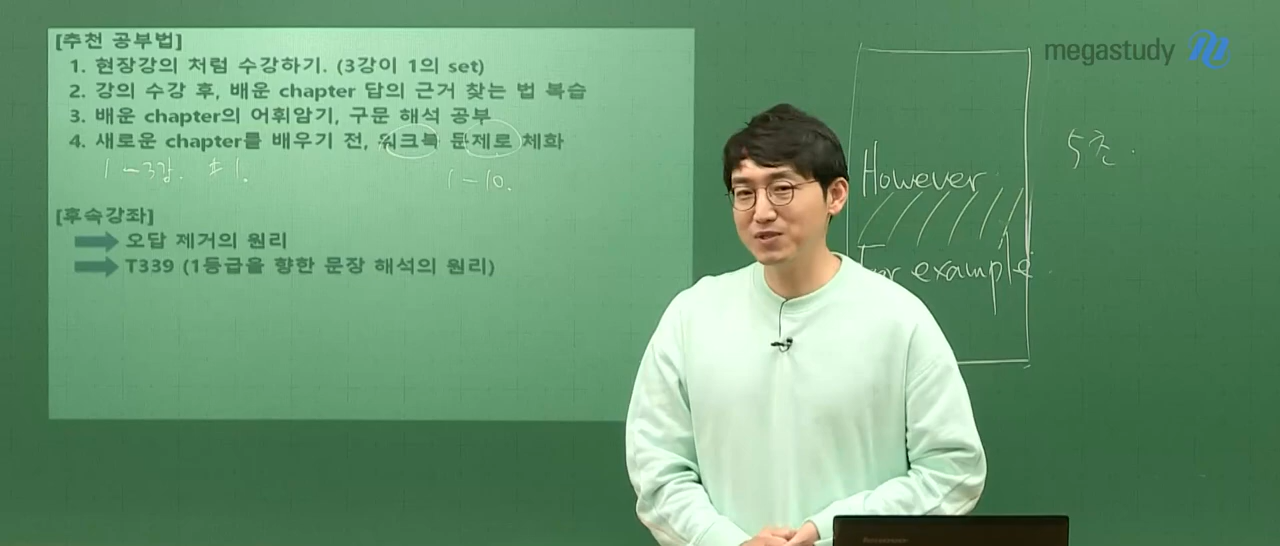 [추천 공부법]
1. 현장강의 처럼 수강하기. (3강이 1의 set)
2. 강의 수강 후, 배운 chapter 답의 근거 찾는 법 복습
3. 배운 chapter의 어휘암기, 구문 해석 공부
4. 새로운 chapter를 배우기 전, 워크북 문제로 체화
1-3강. #1.
1-10.
[후속강좌]
오답 제거의 원리
T339 (1등급을 향한 문장 해석의 원리)
megastudy
However
For example
5초.